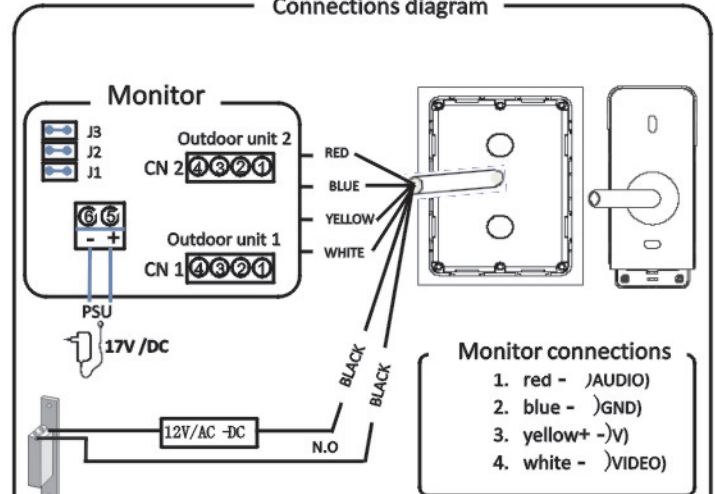 Connections diagram
Monitor
J3
J2
J1
Outdoor unit 2
CN 2 4 3 2 1
6 5
- +
Outdoor unit 1
CN 1 4 3 2 1
PSU
17V /DC
RED
BLUE
YELLOW
WHITE
BLACK
BLACK
12V/AC -DC
N.O
Monitor connections
1. red - )AUDIO)
2. blue - )GND)
3. yellow+ -)V)
4. white - )VIDEO)